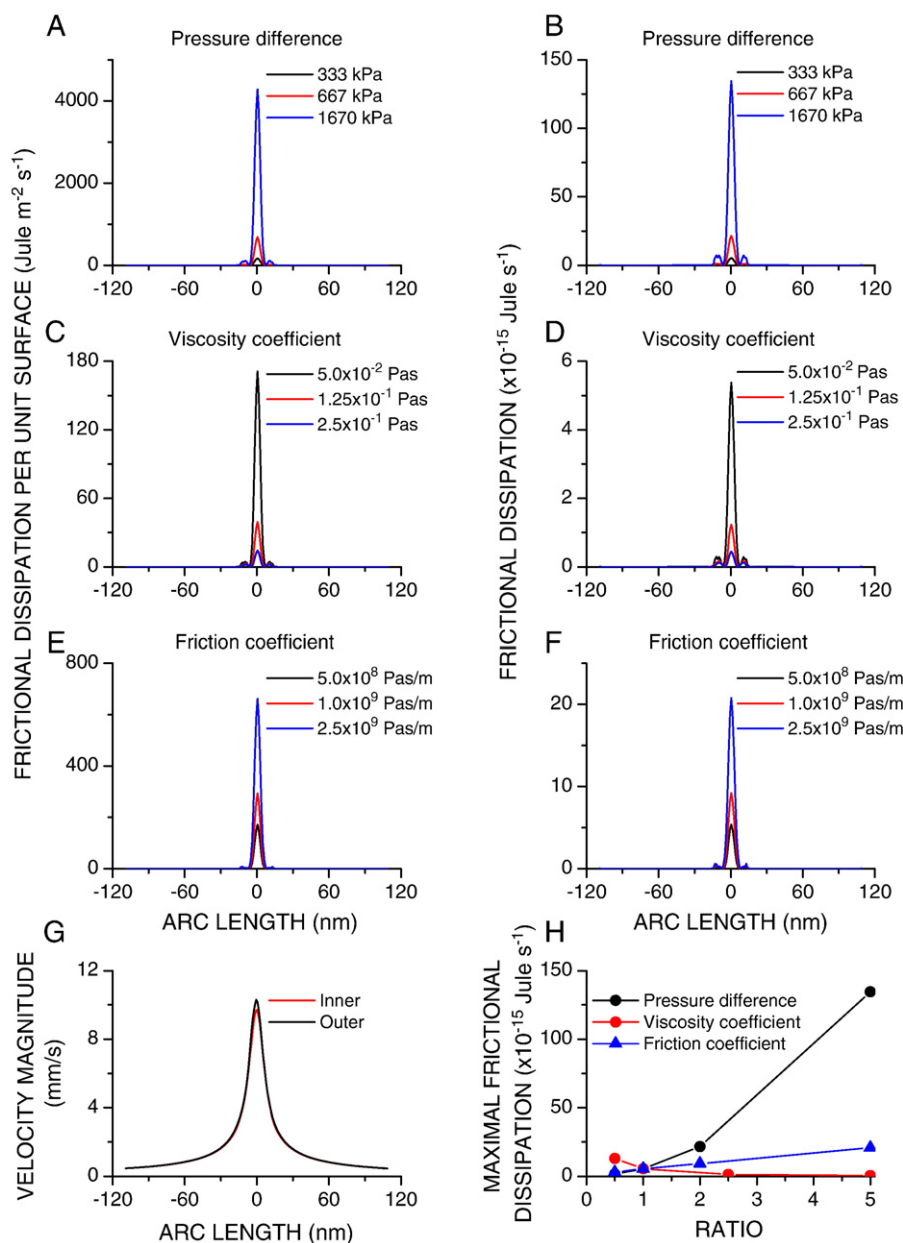 A
Pressure difference
333 kPa
667 kPa
1670 kPa
4000
2000
0
-120 -60 0 60 120
B
Pressure difference
333 kPa
667 kPa
1670 kPa
150
125
100
75
50
25
0
-120 -60 0 60 120
C
Viscosity coefficient
5.0x10⁻² Pas
1.25x10⁻¹ Pas
2.5x10⁻¹ Pas
180
120
60
0
-120 -60 0 60 120
D
Viscosity coefficient
5.0x10⁻² Pas
1.25x10⁻¹ Pas
2.5x10⁻¹ Pas
6
4
2
0
-120 -60 0 60 120
E
Friction coefficient
5.0x10⁸ Pas/m
1.0x10⁹ Pas/m
2.5x10⁹ Pas/m
800
400
0
-120 -60 0 60 120
ARC LENGTH (nm)
FRICTIONAL DISSIPATION PER UNIT SURFACE (Jule m⁻² s⁻¹)
F
Friction coefficient
5.0x10⁸ Pas/m
1.0x10⁹ Pas/m
2.5x10⁹ Pas/m
20
10
0
-120 -60 0 60 120
ARC LENGTH (nm)
FRICTIONAL DISSIPATION (x10⁻¹⁵ Jule s⁻¹)
G
Inner
Outer
12
8
4
0
-120 -60 0 60 120
ARC LENGTH (nm)
VELOCITY MAGNITUDE
(mm/s)
H
Pressure difference
Viscosity coefficient
Friction coefficient
150
125
100
75
50
25
0
0 1 2 3 4 5
RATIO
MAXIMAL FRICTIONAL
DISSIPATION (x10⁻¹⁵ Jule s⁻¹)